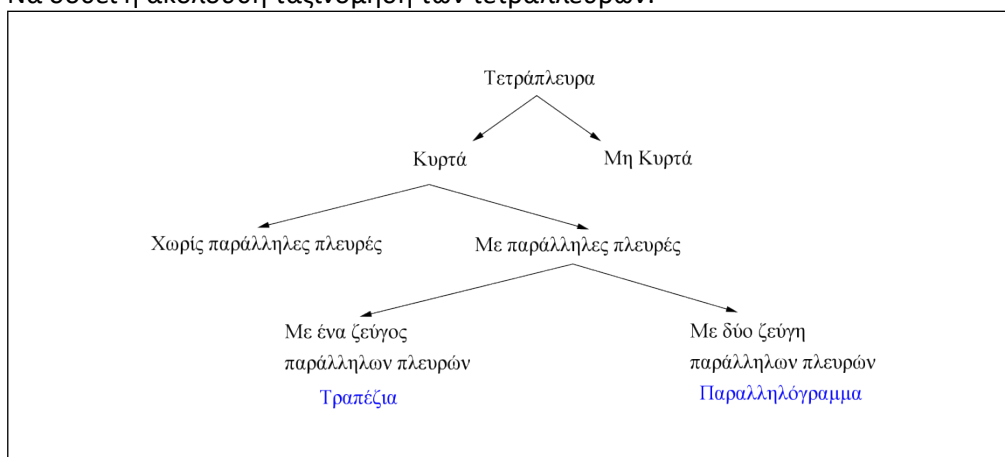 Να δοθεί η ακόλουθη ταξινόμηση των τετραπλεύρων:
Τετράπλευρα
Κυρτά
Μη Κυρτά
Χωρίς παράλληλες πλευρές
Με παράλληλες πλευρές
Με ένα ζεύγος
παράλληλων πλευρών
Τραπέζια
Με δύο ζεύγη
παράλληλων πλευρών
Παραλληλόγραμμα